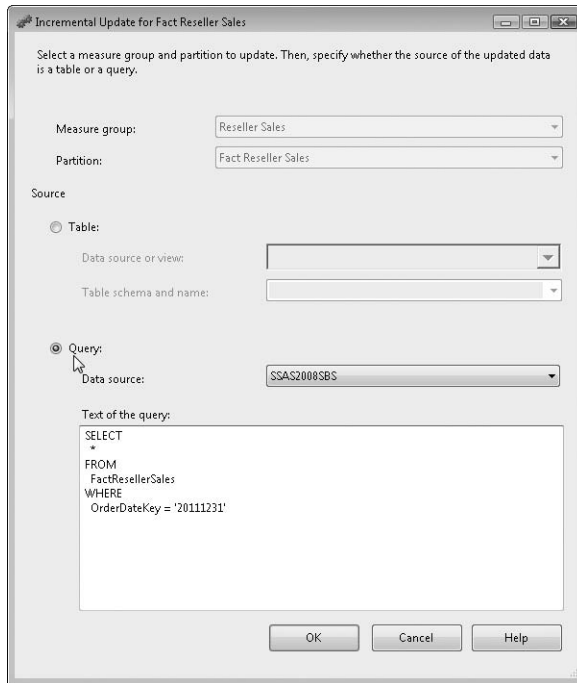 Incremental Update for Fact Reseller Sales
Select a measure group and partition to update. Then, specify whether the source of the updated data
is a table or a query.
Measure group:
Reseller Sales
Partition:
Fact Reseller Sales
Source
Table:
Data source or view:
Table schema and name:
Query:
Data source:
SSAS2008SBS
Text of the query:
SELECT
*
FROM
FactResellerSales
WHERE
OrderDateKey = '20111231'
OK
Cancel
Help